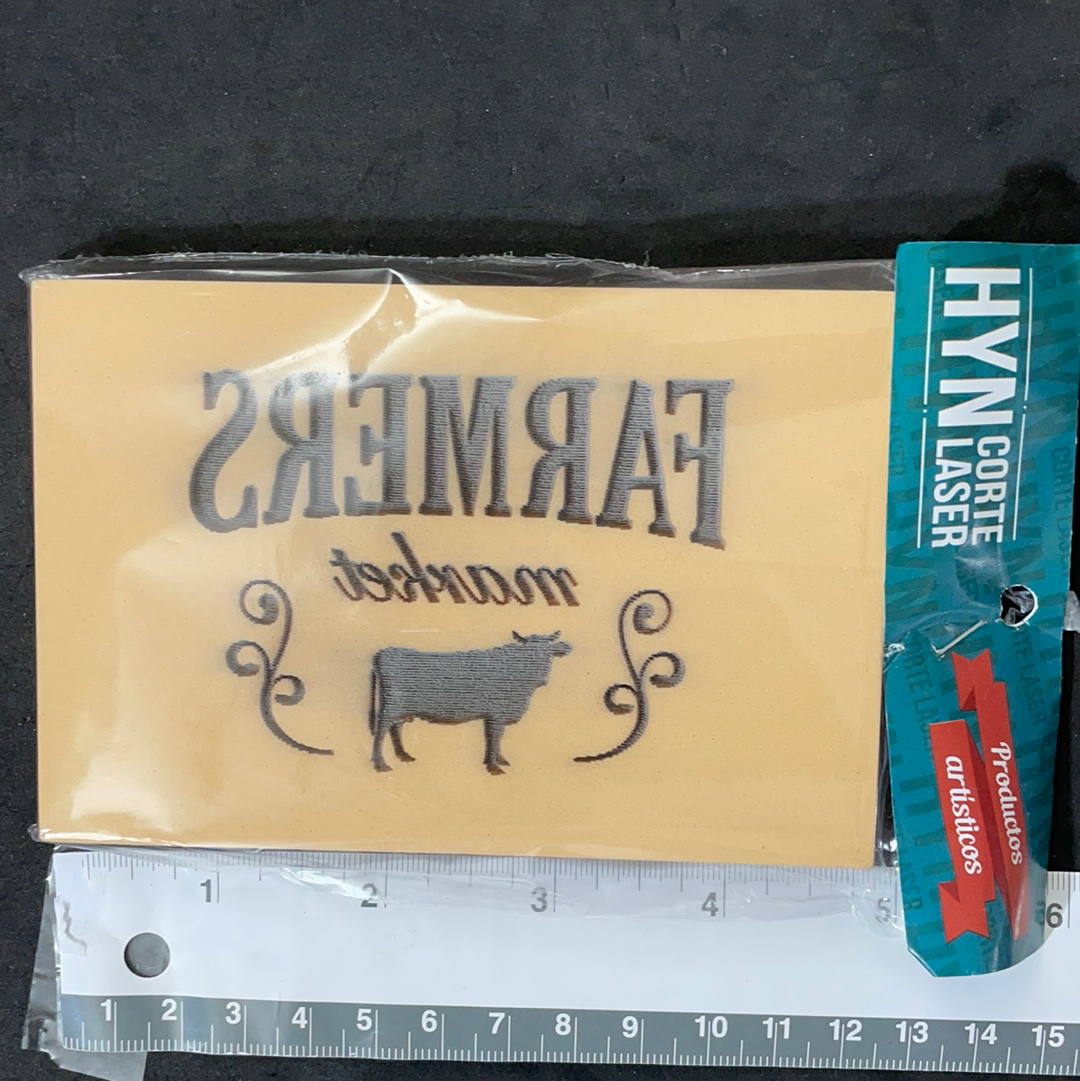 FARMERS
market
HYN
CORTE
LASER
Productos
artísticos
1 2 3 4 5 6
1 2 3 4 5 6 7 8 9 10 11 12 13 14 15